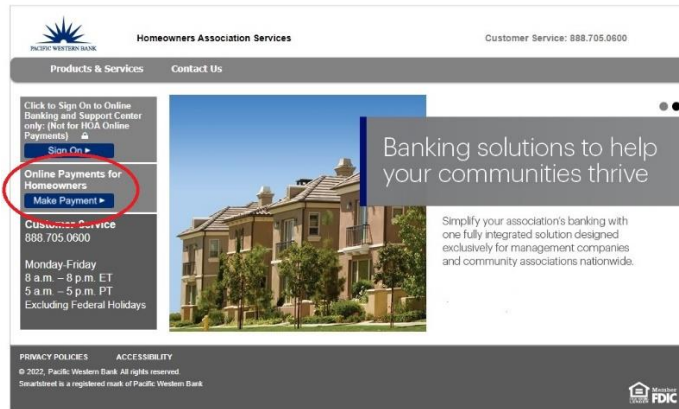 PACIFIC WESTERN BANK
Homeowners Association Services
Customer Service: 888.705.0600
Products & Services
Contact Us
Click to Sign On to Online
Banking and Support Center
only: (Not for HOA Online
Payments)
Sign On ►
Online Payments for
Homeowners
Make Payment ►
Customer Service
888.705.0600
Monday-Friday
8 a.m. – 8 p.m. ET
5 a.m. – 5 p.m. PT
Excluding Federal Holidays
Banking solutions to help
your communities thrive
Simplify your association's banking with
one fully integrated solution designed
exclusively for management companies
and community associations nationwide.
PRIVACY POLICIES
ACCESSIBILITY
© 2022, Pacific Western Bank All rights reserved
Smartstreet is a registered mark of Pacific Western Bank
Member
FDIC